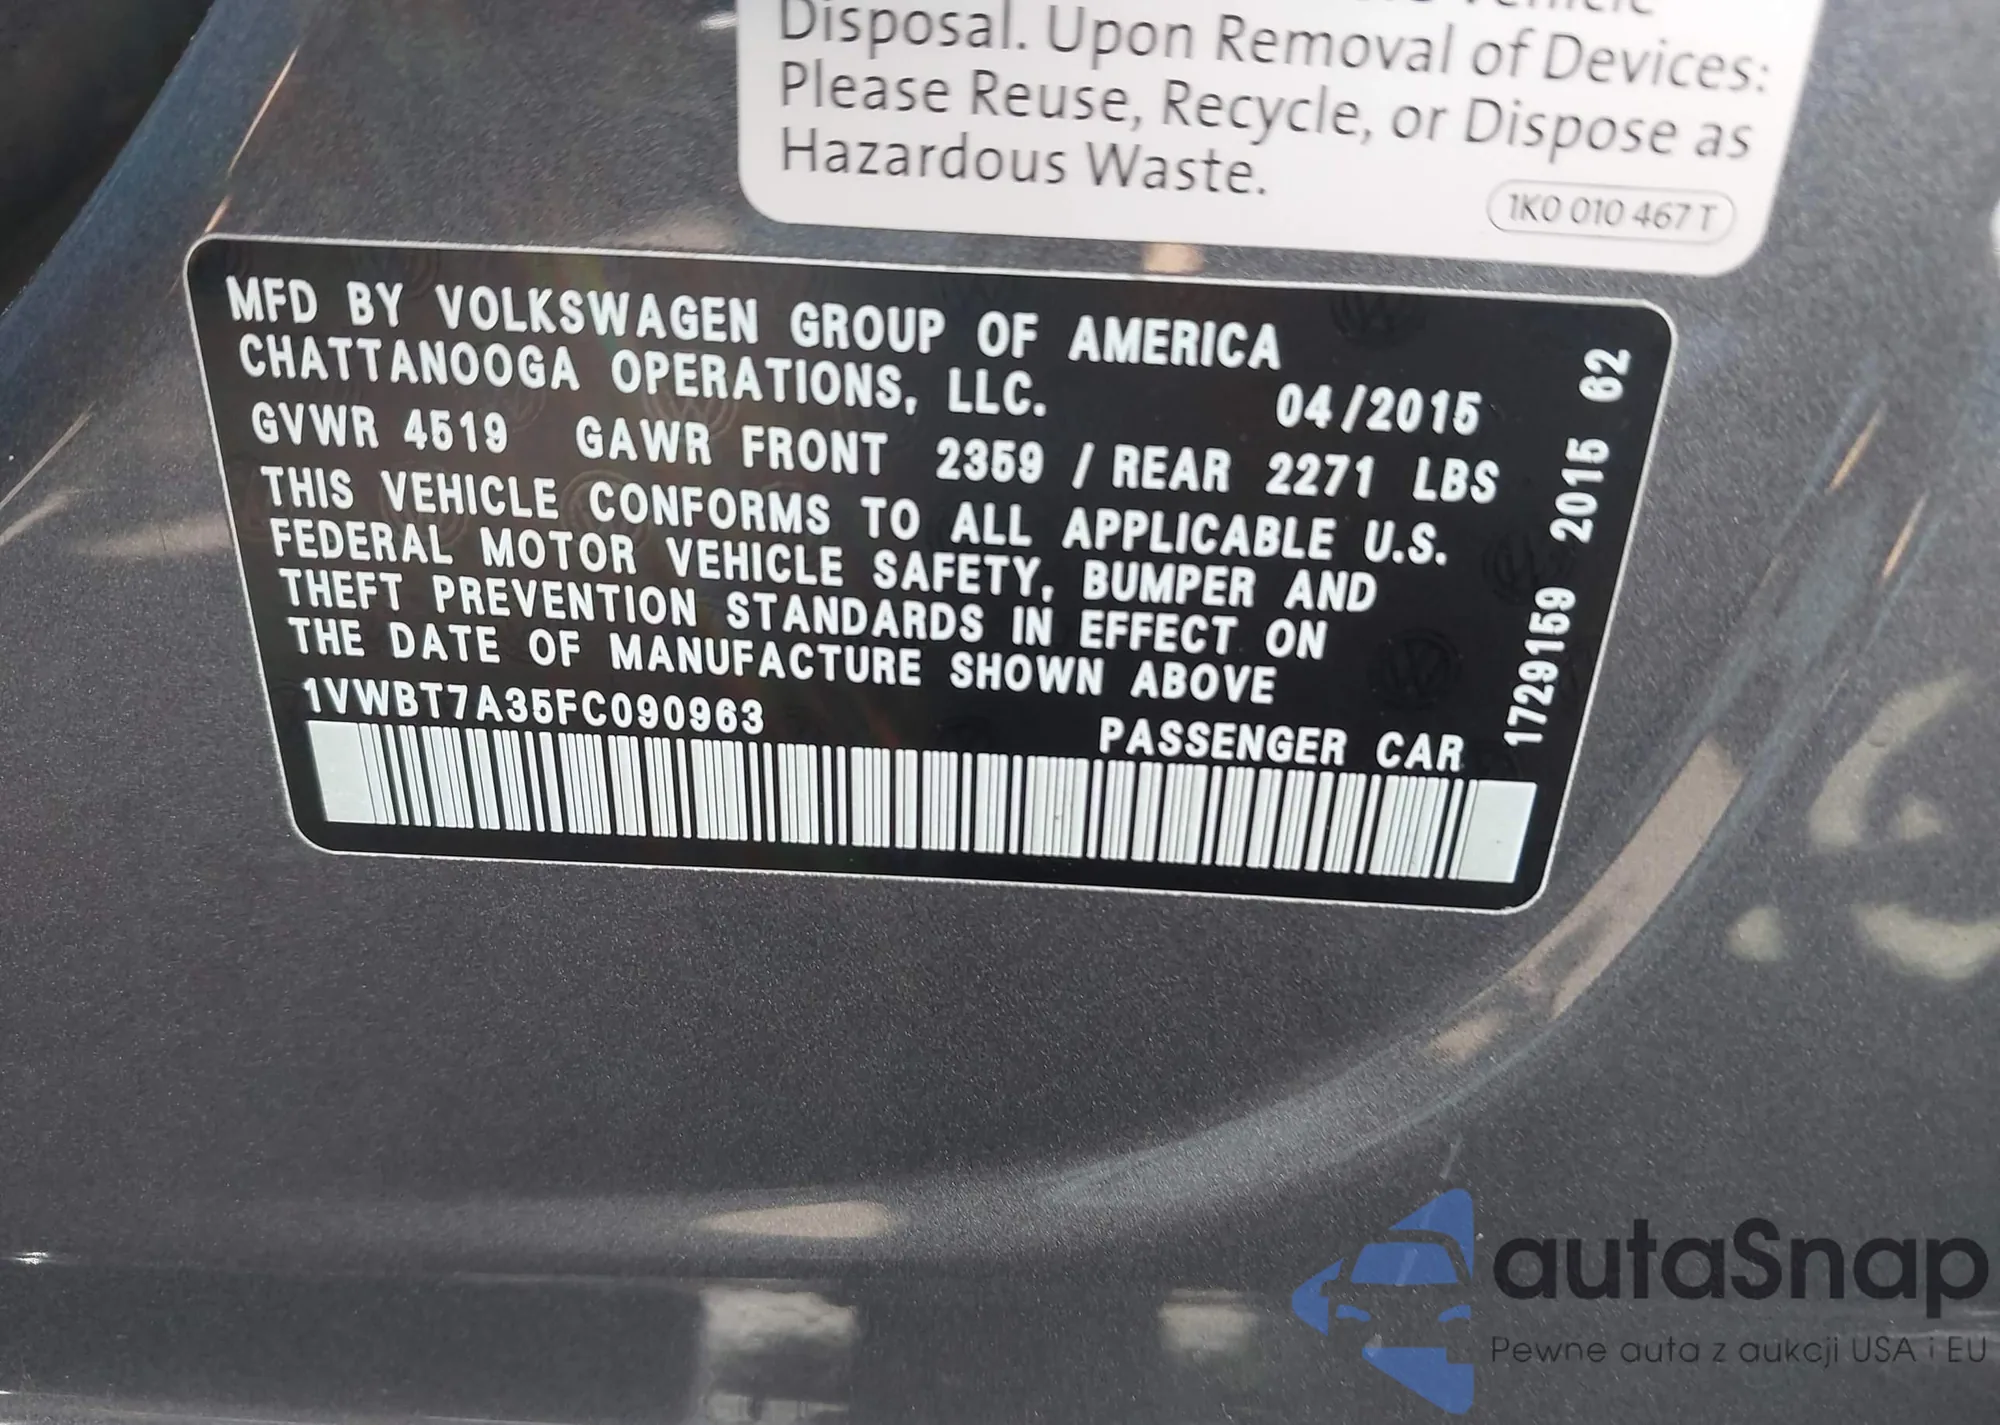 Disposal. Upon Removal of Devices:
Please Reuse, Recycle, or Dispose as
Hazardous Waste.
1K0 010 467 T
MFD BY VOLKSWAGEN GROUP OF AMERICA
CHATTANOOGA OPERATIONS, LLC.
04/2015
GVWR 4519 GAWR FRONT 2359 / REAR 2271 LBS
THIS VEHICLE CONFORMS TO ALL APPLICABLE U.S.
FEDERAL MOTOR VEHICLE SAFETY, BUMPER AND
THEFT PREVENTION STANDARDS IN EFFECT ON
THE DATE OF MANUFACTURE SHOWN ABOVE
1VWBT7A35FC090963
PASSENGER CAR
1729159 2015 62
autaSnap
Pewne auta z aukcji USA i EU